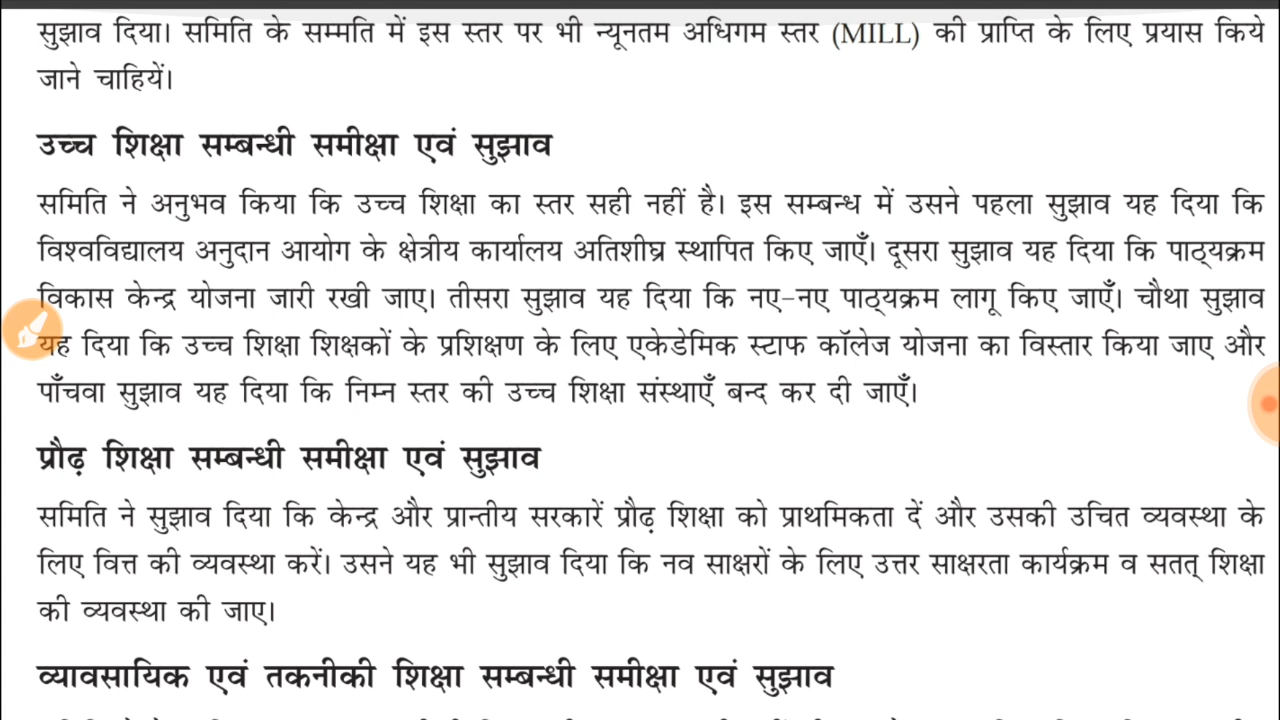 सुझाव दिया। समिति के सम्मति में इस स्तर पर भी न्यूनतम अधिगम स्तर (MILL) की प्राप्ति के लिए प्रयास किये
जाने चाहियें।
उच्च शिक्षा सम्बन्धी समीक्षा एवं सुझाव
समिति ने अनुभव किया कि उच्च शिक्षा का स्तर सही नहीं है। इस सम्बन्ध में उसने पहला सुझाव यह दिया कि
विश्वविद्यालय अनुदान आयोग के क्षेत्रीय कार्यालय अतिशीघ्र स्थापित किए जाएँ। दूसरा सुझाव यह दिया कि पाठ्यक्रम
विकास केन्द्र योजना जारी रखी जाए। तीसरा सुझाव यह दिया कि नए-नए पाठ्यक्रम लागू किए जाएँ। चौथा सुझाव
यह दिया कि उच्च शिक्षा शिक्षकों के प्रशिक्षण के लिए एकेडेमिक स्टाफ कॉलेज योजना का विस्तार किया जाए और
पाँचवा सुझाव यह दिया कि निम्न स्तर की उच्च शिक्षा संस्थाएँ बन्द कर दी जाएँ।
प्रौढ़ शिक्षा सम्बन्धी समीक्षा एवं सुझाव
समिति ने सुझाव दिया कि केन्द्र और प्रान्तीय सरकारें प्रौढ़ शिक्षा को प्राथमिकता दें और उसकी उचित व्यवस्था के
लिए वित्त की व्यवस्था करें। उसने यह भी सुझाव दिया कि नव साक्षरों के लिए उत्तर साक्षरता कार्यक्रम व सतत् शिक्षा
की व्यवस्था की जाए।
व्यावसायिक एवं तकनीकी शिक्षा सम्बन्धी समीक्षा एवं सुझाव